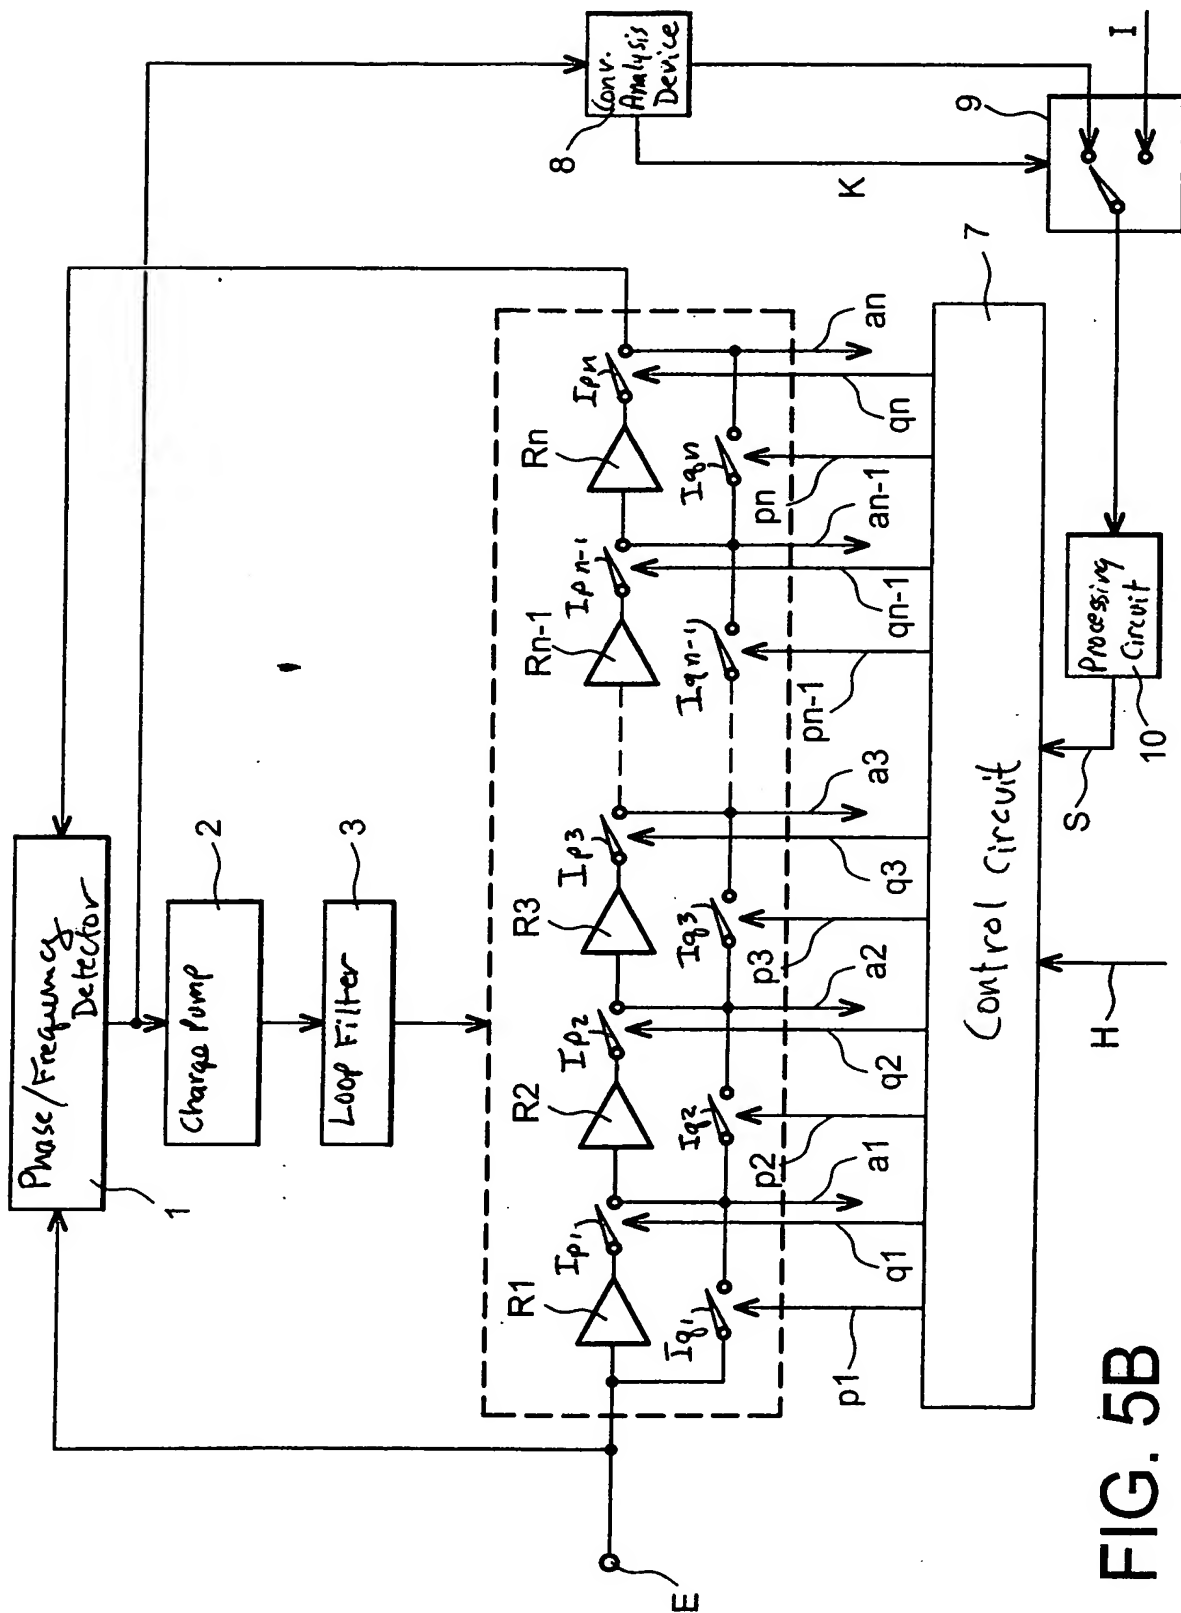 Phase/Frequency
Detector
1
Charge Pump
2
Loop Filter
3
Conv.
Analysis
Device
8
K
9
I
E
R1
Ip1
R2
Ip2
R3
Ip3
Rn-1
Ipn-1
Rn
Ipn
Iq1
Iq2
Iq3
Iqn-1
Iqn
p1
q1
a1
p2
q2
a2
p3
q3
a3
pn-1
qn-1
an-1
pn
qn
an
Control Circuit
7
H
S
Processing
Circuit
10
FIG. 5B